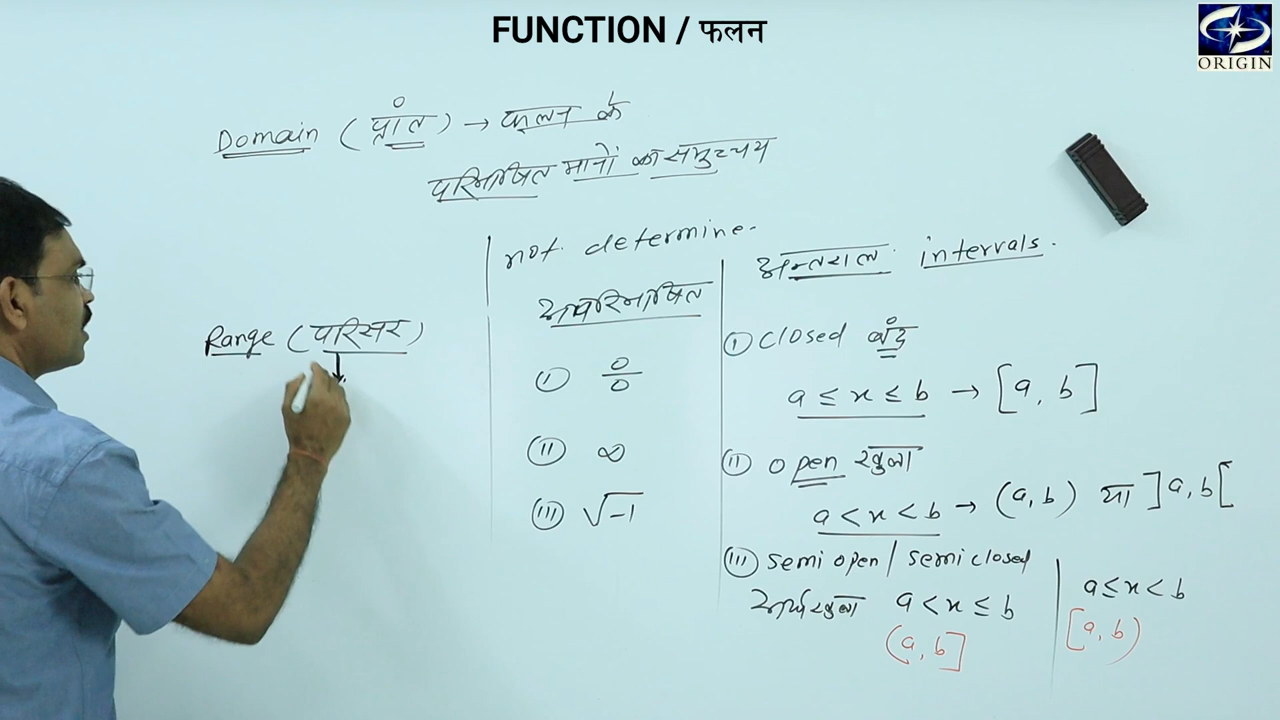 FUNCTION / फलन
ORIGIN
Domain (प्रांत) → फलन के
परिभाषित मानों का समुच्चय
Range (परिसर)
not determine.
अपरिभाषित
(I) 0/0
(II) ∞
(III) √-1
अन्तराल intervals.
(I) closed बंद
a ≤ x ≤ b → [a, b]
(II) open खुला
a < x < b → (a, b) या ]a, b[
(III) semi open / semi closed
अर्धखुला a < x ≤ b
(a, b]
a ≤ x < b
[a, b)